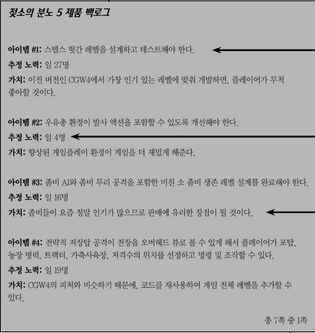 젖소의 분노 5 제품 백로그
아이템 #1: 스텔스 헛간 레벨을 설계하고 테스트해야 한다.
추정 노력: 일 27명
가치: 이전 버전인 CGW4에서 가장 인기 있는 레벨에 맞춰 개발하면, 플레이어가 무척
좋아할 것이다.
아이템 #2: 우유총 환경이 발사 액션을 포함할 수 있도록 개선해야 한다.
추정 노력: 일 4명
가치: 향상된 게임플레이 환경이 게임을 더 재밌게 해준다.
아이템 #3: 좀비 AI와 좀비 무리 공격을 포함한 미친 소 좀비 생존 레벨 설계를 완료해야 한다.
추정 노력: 일 16명
가치: 좀비들이 요즘 정말 인기가 많으므로 판매에 유리한 장점이 될 것이다.
아이템 #4: 전략적 저장탑 공격이 전장을 오버헤드 뷰로 볼 수 있게 해서 플레이어가 포탑,
농장 병력, 트랙터, 가축사육장, 저격수의 위치를 선정하고 명령 및 조작할 수 있다.
추정 노력: 일 19명
가치: CGW4의 피처와 비슷하기 때문에, 코드를 재사용하여 게임 전체 레벨을 추가할 수
있다.
총 7쪽 중 1쪽